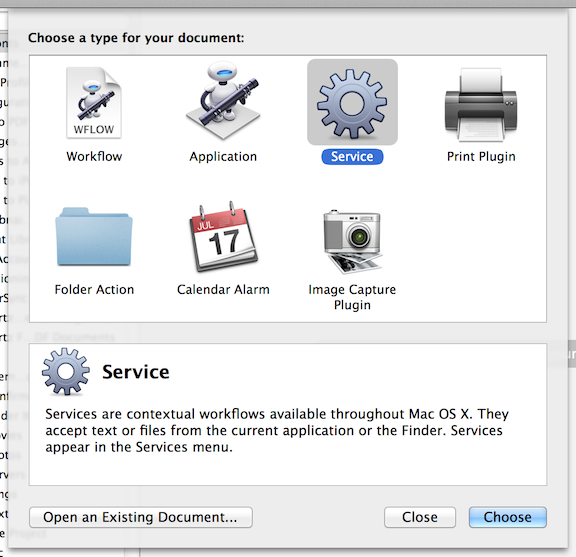 Choose a type for your document:
WFLOW
Workflow
Application
Service
Print Plugin
JUL
17
Folder Action
Calendar Alarm
Image Capture
Plugin
Service
Services are contextual workflows available throughout Mac OS X. They
accept text or files from the current application or the Finder. Services
appear in the Services menu.
Open an Existing Document...
Close
Choose